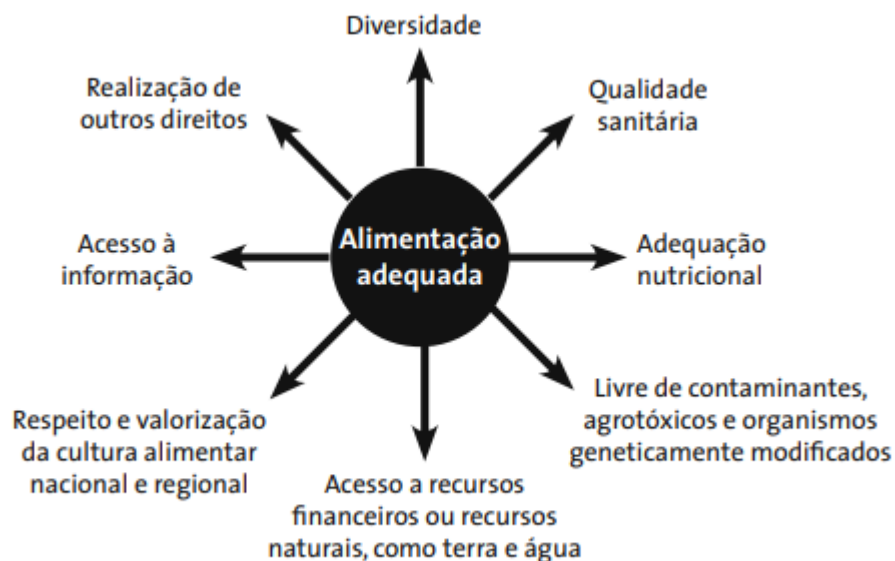 Diversidade
Realização de
outros direitos
Qualidade
sanitária
Alimentação
adequada
Acesso à
informação
Adequação
nutricional
Respeito e valorização
da cultura alimentar
nacional e regional
Livre de contaminantes,
agrotóxicos e organismos
geneticamente modificados
Acesso a recursos
financeiros ou recursos
naturais, como terra e água